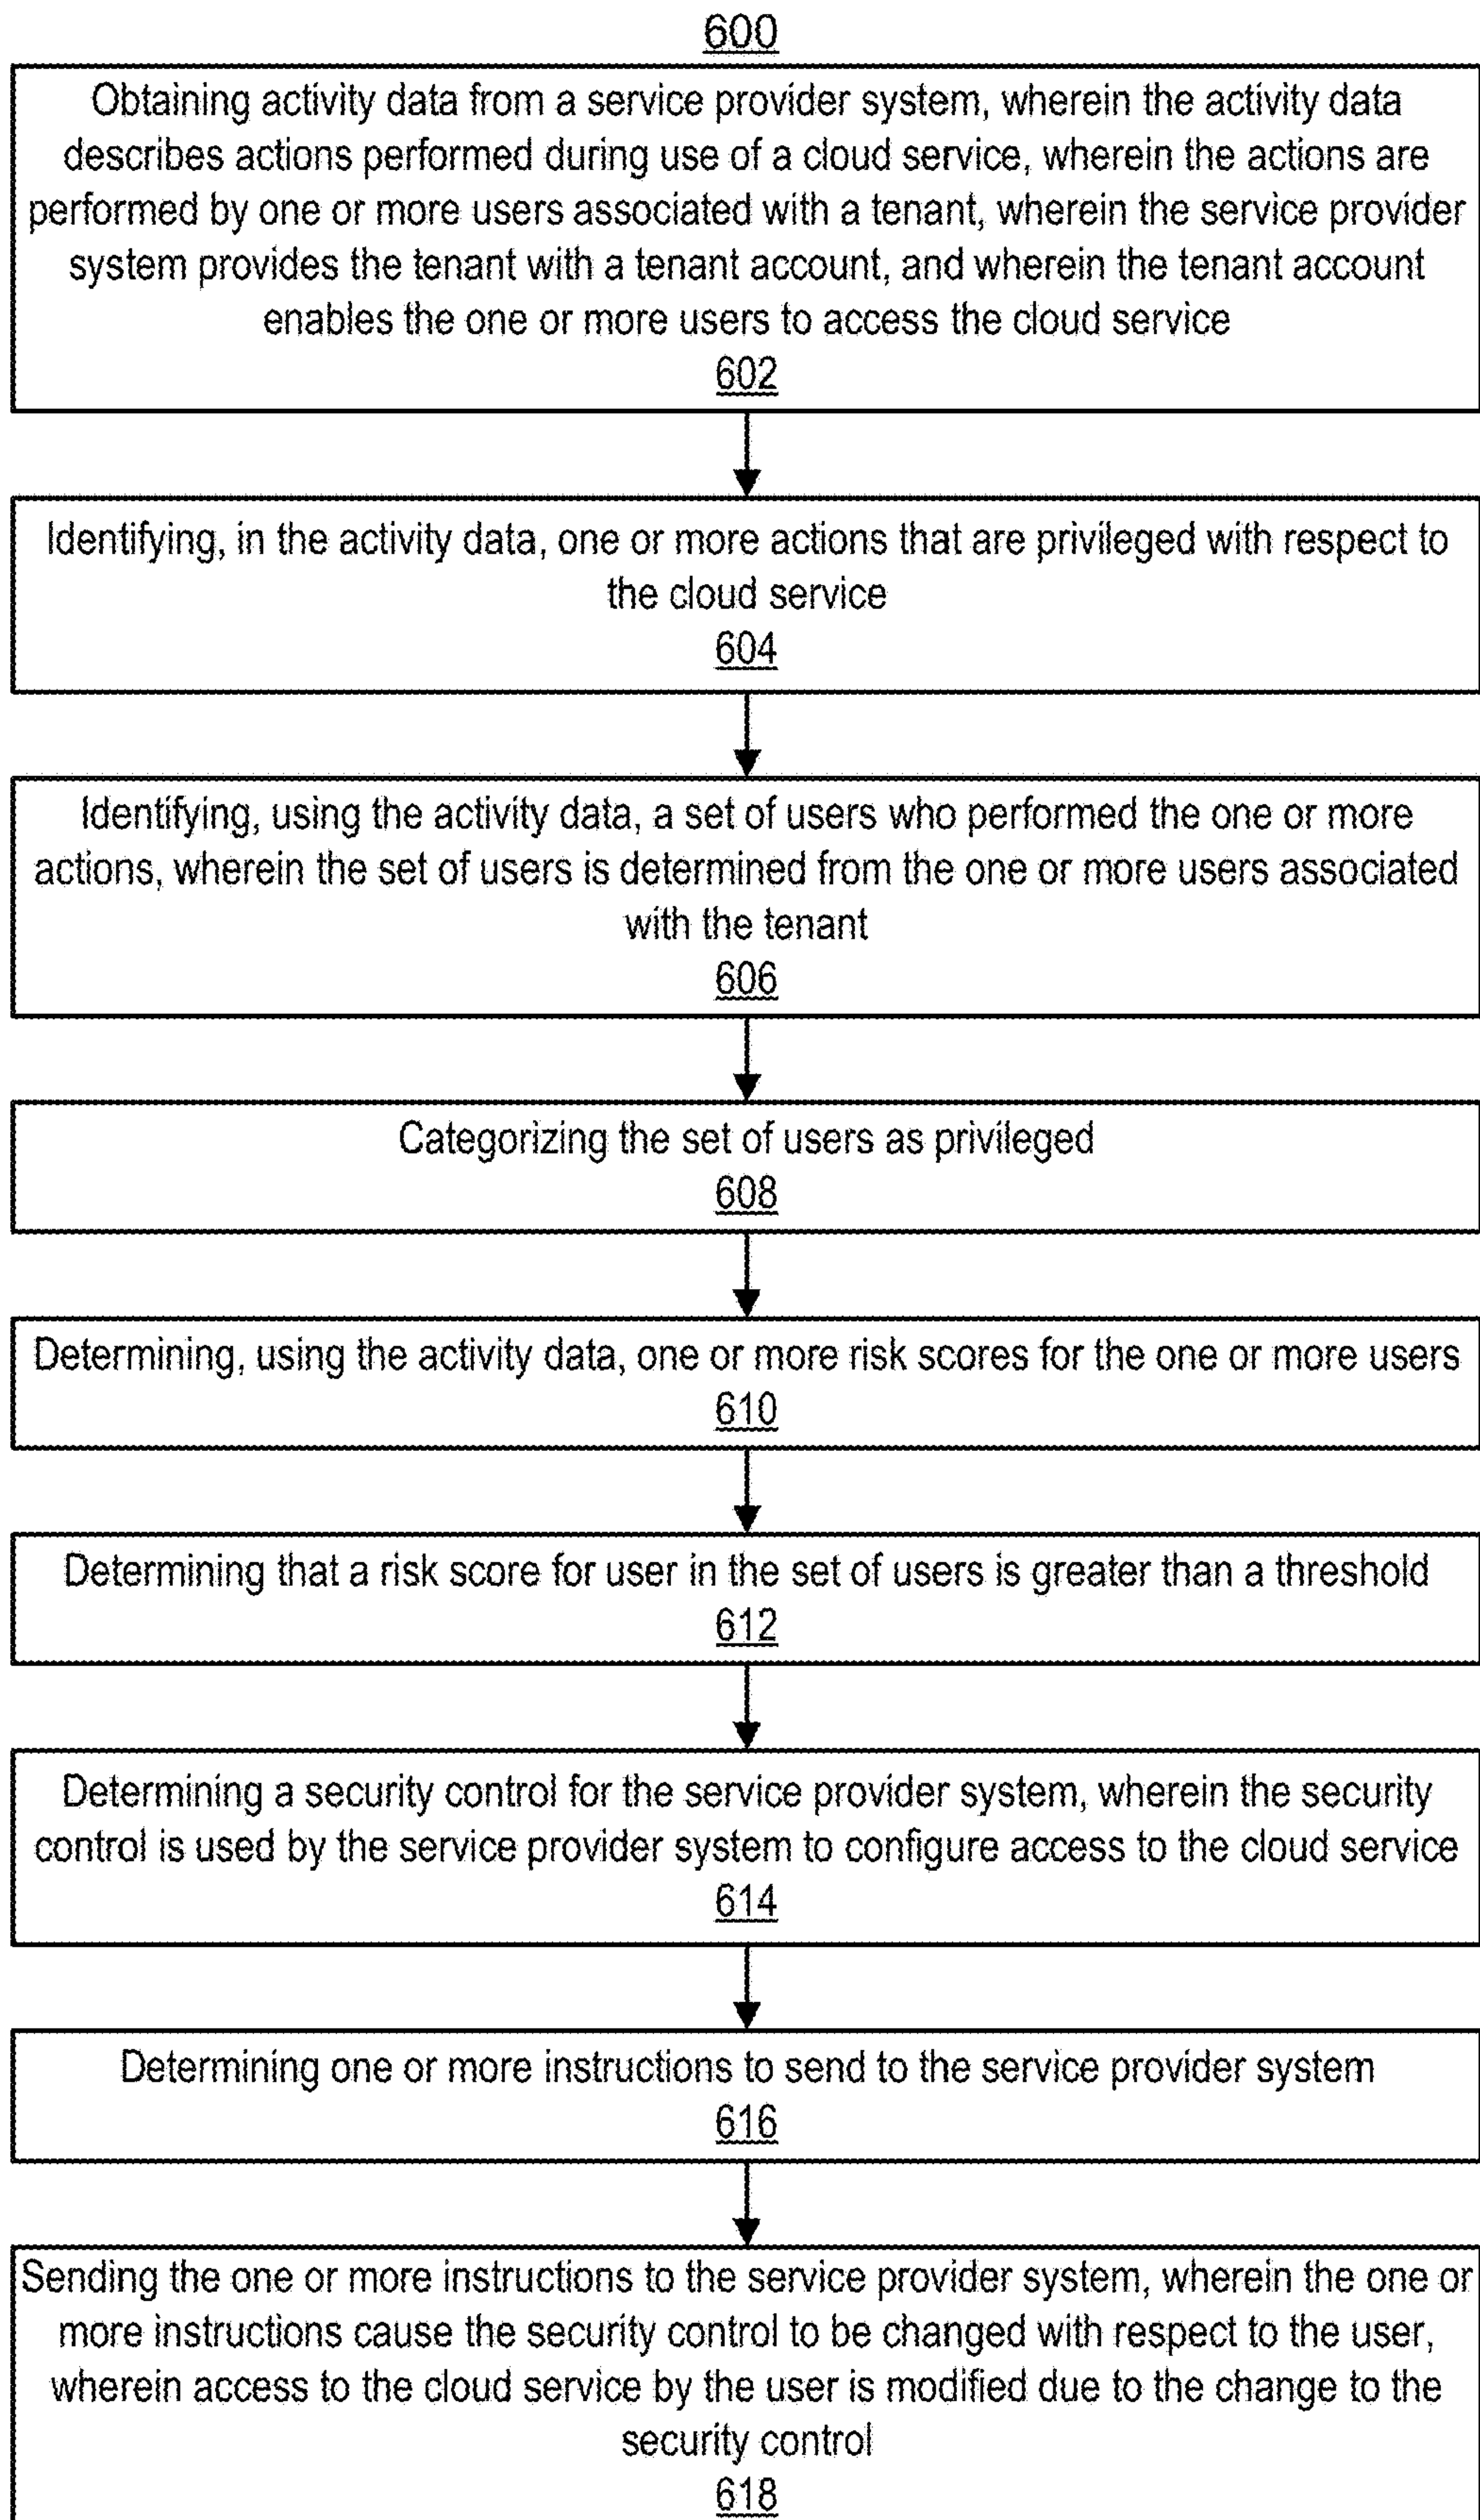 600
Obtaining activity data from a service provider system, wherein the activity data
describes actions performed during use of a cloud service, wherein the actions are
performed by one or more users associated with a tenant, wherein the service provider
system provides the tenant with a tenant account, and wherein the tenant account
enables the one or more users to access the cloud service
602
Identifying, in the activity data, one or more actions that are privileged with respect to
the cloud service
604
Identifying, using the activity data, a set of users who performed the one or more
actions, wherein the set of users is determined from the one or more users associated
with the tenant
606
Categorizing the set of users as privileged
608
Determining, using the activity data, one or more risk scores for the one or more users
610
Determining that a risk score for user in the set of users is greater than a threshold
612
Determining a security control for the service provider system, wherein the security
control is used by the service provider system to configure access to the cloud service
614
Determining one or more instructions to send to the service provider system
616
Sending the one or more instructions to the service provider system, wherein the one or
more instructions cause the security control to be changed with respect to the user,
wherein access to the cloud service by the user is modified due to the change to the
security control
618